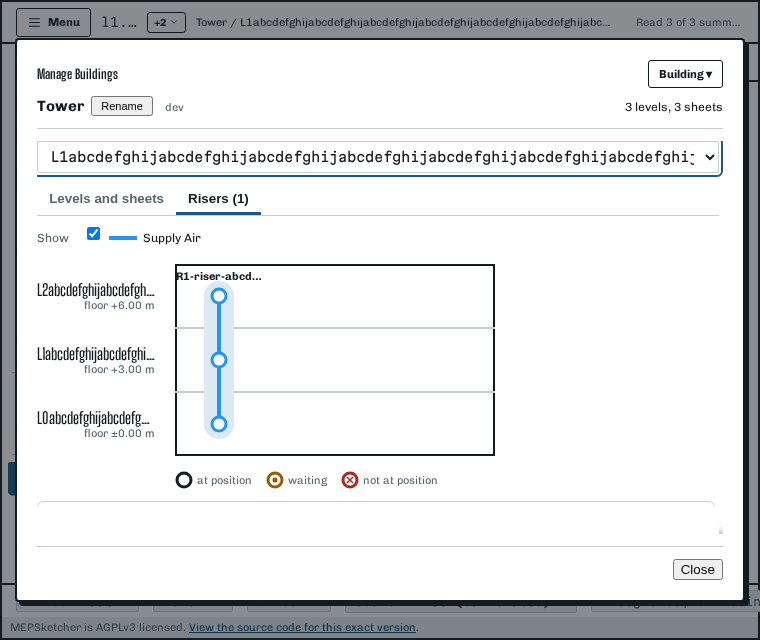 Menu l1.… +2 Tower / L1abcdefghijabcdefghijabcdefghijabcdefghijabcdefghijabcdefghijabc… Read 3 of 3 summ…
Manage Buildings Building ▾
Tower Rename dev 3 levels, 3 sheets
L1abcdefghijabcdefghijabcdefghijabcdefghijabcdefghijabcdefghijabcdefghij
Levels and sheets Risers (1)
Show Supply Air
R1-riser-abcd…
L2abcdefghijabcdefgh…
floor +6.00 m
L1abcdefghijabcdefghi…
floor +3.00 m
L0abcdefghijabcdefg…
floor ±0.00 m
at position waiting not at position
Close
MEPSketcher is AGPLv3 licensed. View the source code for this exact version.